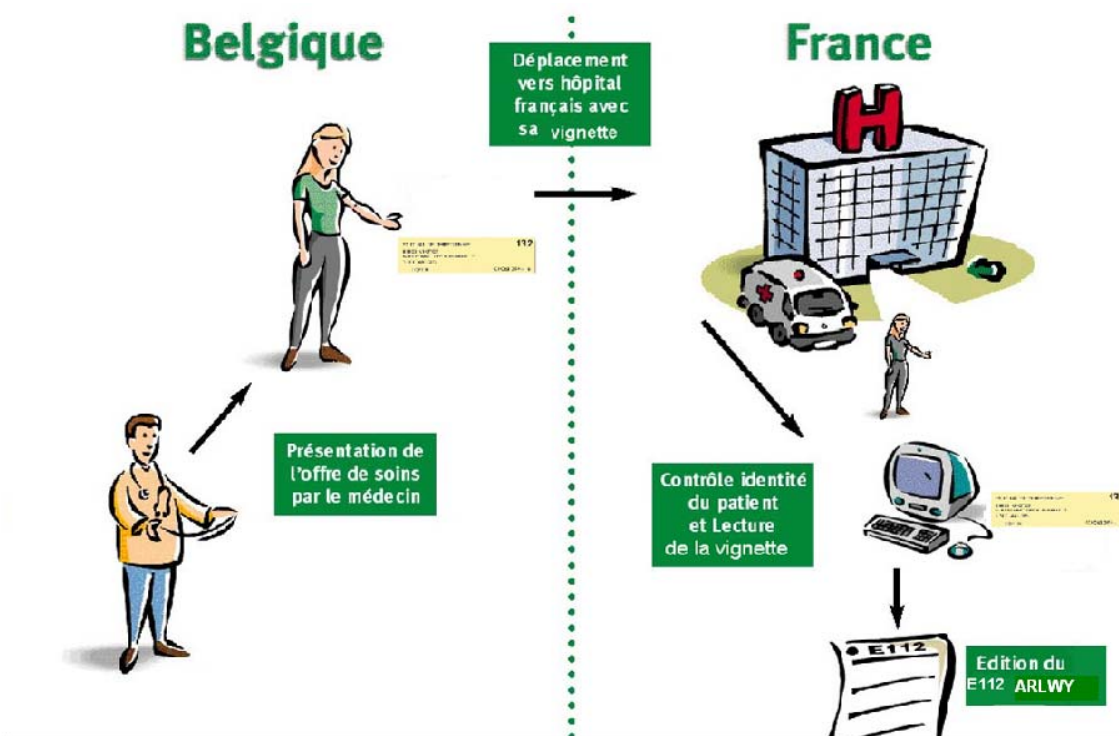 Belgique
France
Déplacement
vers hôpital
français avec
sa vignette
132
Présentation de
l'offre de soins
par le médecin
Contrôle identité
du patient
et Lecture
de la vignette
E112
Edition du
E112 ARLWY